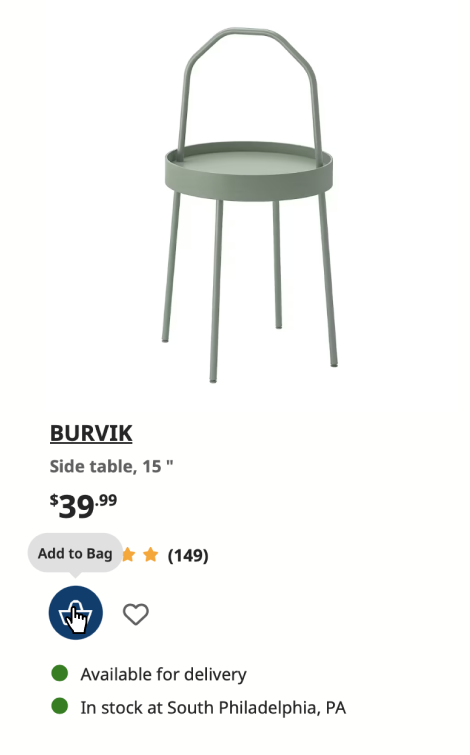 BURVIK
Side table, 15 "
$39.99
Add to Bag (149)
Available for delivery
In stock at South Philadelphia, PA